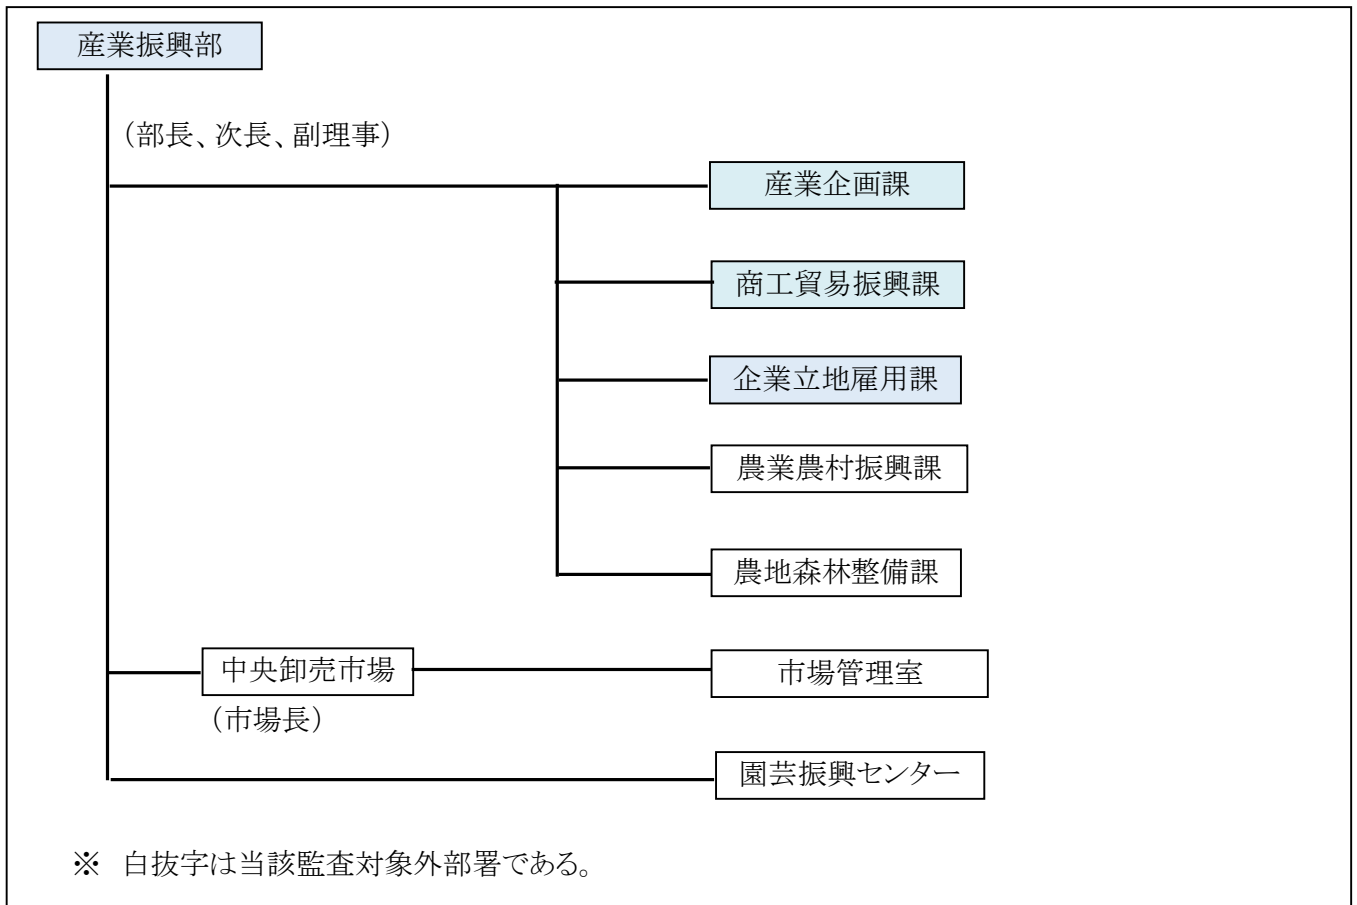 産業振興部
（部長、次長、副理事）
産業企画課
商工貿易振興課
企業立地雇用課
農業農村振興課
農地森林整備課
中央卸売市場
市場管理室
（市場長）
園芸振興センター
※　白抜字は当該監査対象外部署である。